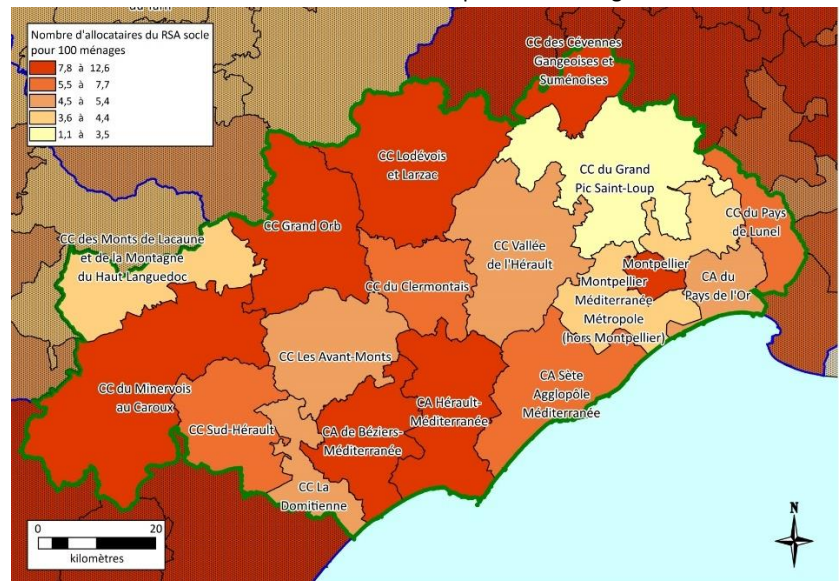 du Tarn
Nombre d'allocataires du RSA socle
pour 100 ménages
7,8 à 12,6
5,5 à 7,7
4,5 à 5,4
3,6 à 4,4
1,1 à 3,5
CC des Cévennes
Gangeoises et
Suménoises
CC Lodévois
et Larzac
CC du Grand
Pic Saint-Loup
CC Grand Orb
CC du Pays
de Lunel
CC des Monts de Lacaune
et de la Montagne
du Haut Languedoc
CC Vallée
de l'Hérault
Montpellier
CC du Clermontais
Montpellier
Méditerranée
Métropole
(hors Montpellier)
CA du
Pays de l'Or
CC Les Avant-Monts
CC du Minervois
au Caroux
CA Hérault-
Méditerranée
CA Sète
Agglopôle
Méditerranée
CC Sud-Hérault
CA de Béziers-
Méditerranée
CC La
Domitienne
0 20
kilomètres
N